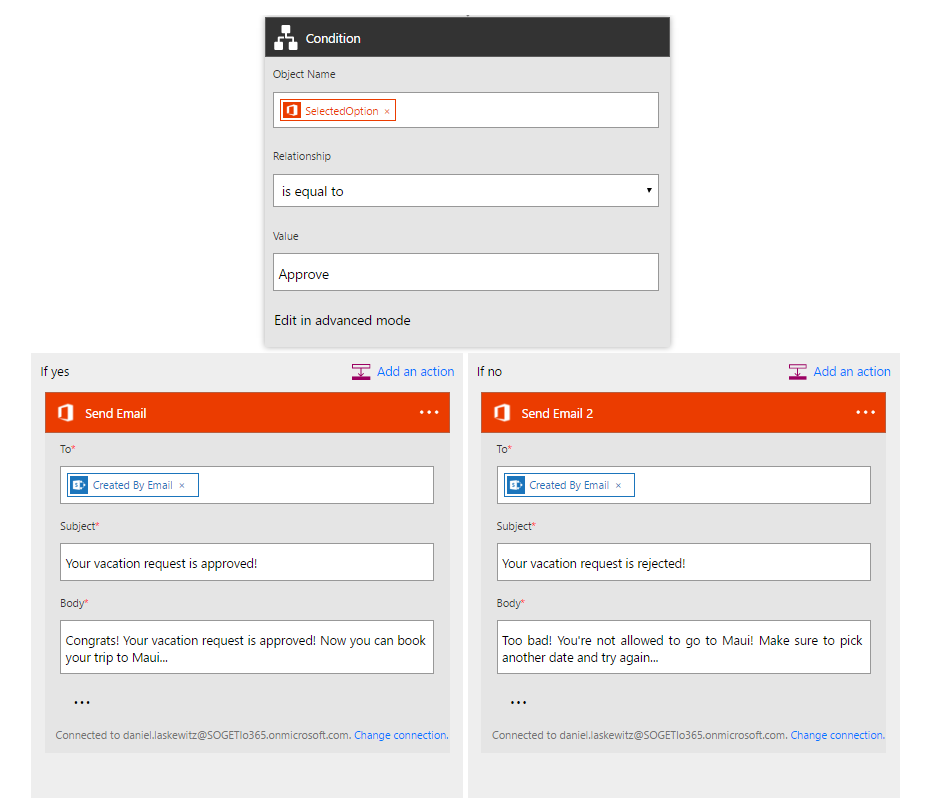 Condition
Object Name
SelectedOption ×
Relationship
is equal to
Value
Approve
Edit in advanced mode
If yes
Add an action
Send Email
To*
Created By Email ×
Subject*
Your vacation request is approved!
Body*
Congrats! Your vacation request is approved! Now you can book
your trip to Maui...
Connected to daniel.laskewitz@SOGETIo365.onmicrosoft.com. Change connection.
If no
Add an action
Send Email 2
To*
Created By Email ×
Subject*
Your vacation request is rejected!
Body*
Too bad! You're not allowed to go to Maui! Make sure to pick
another date and try again...
Connected to daniel.laskewitz@SOGETIo365.onmicrosoft.com. Change connection.